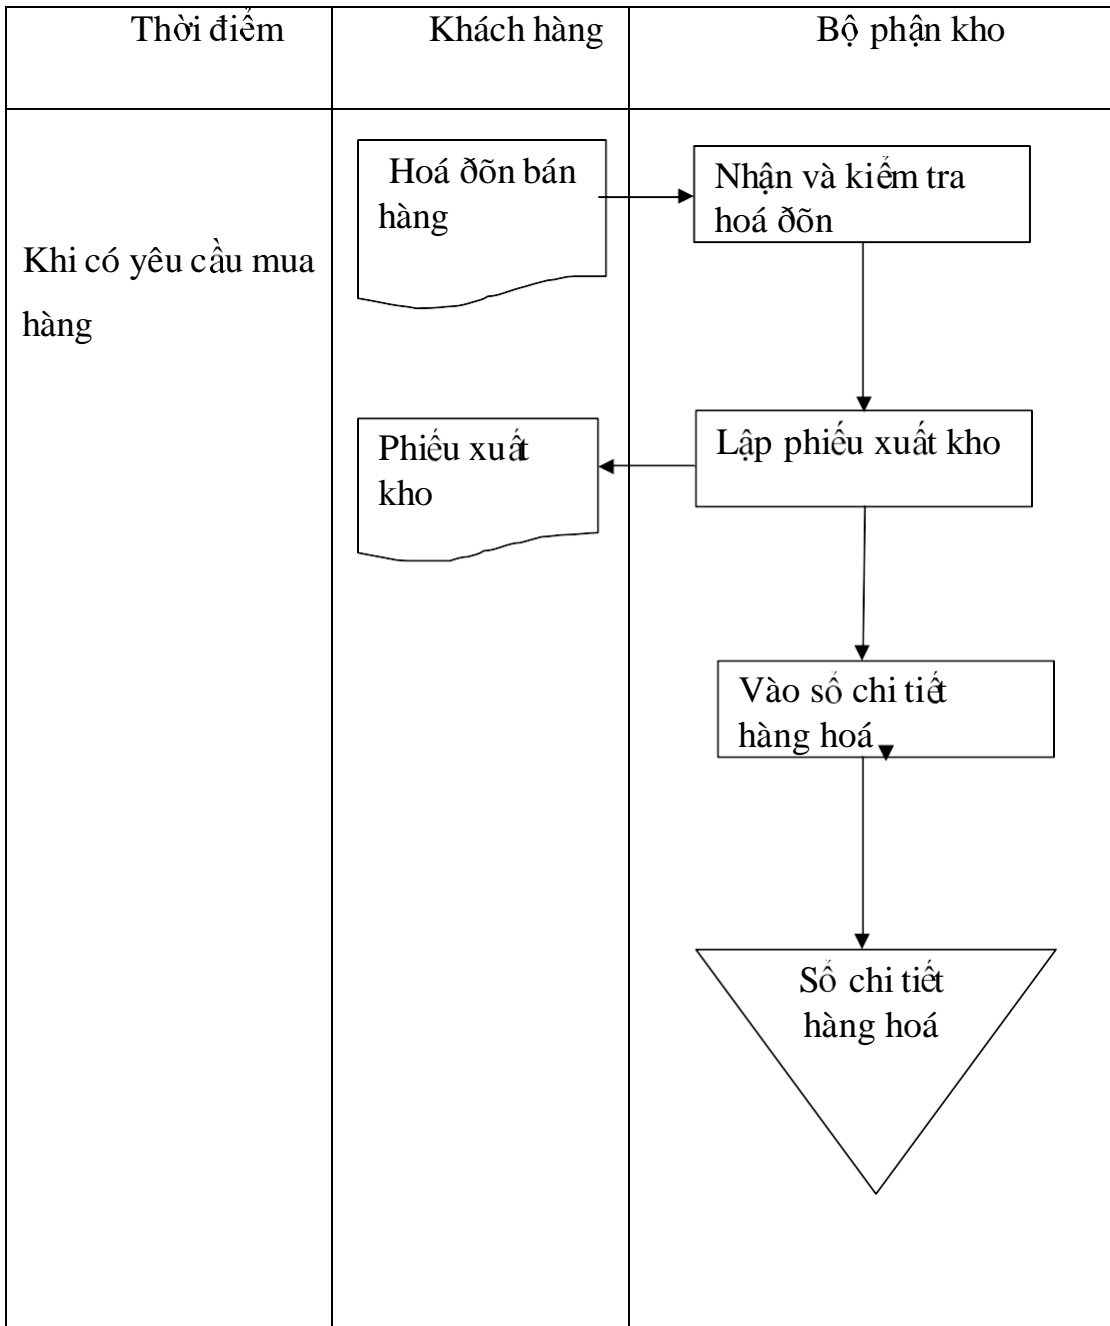 Thời điểm
Khách hàng
Bộ phận kho
Khi có yêu cầu mua
hàng
Hoá ðõn bán
hàng
Nhận và kiểm tra
hoá ðõn
Phiếu xuất
kho
Lập phiếu xuất kho
Vào sổ chi tiết
hàng hoá
Sổ chi tiết
hàng hoá